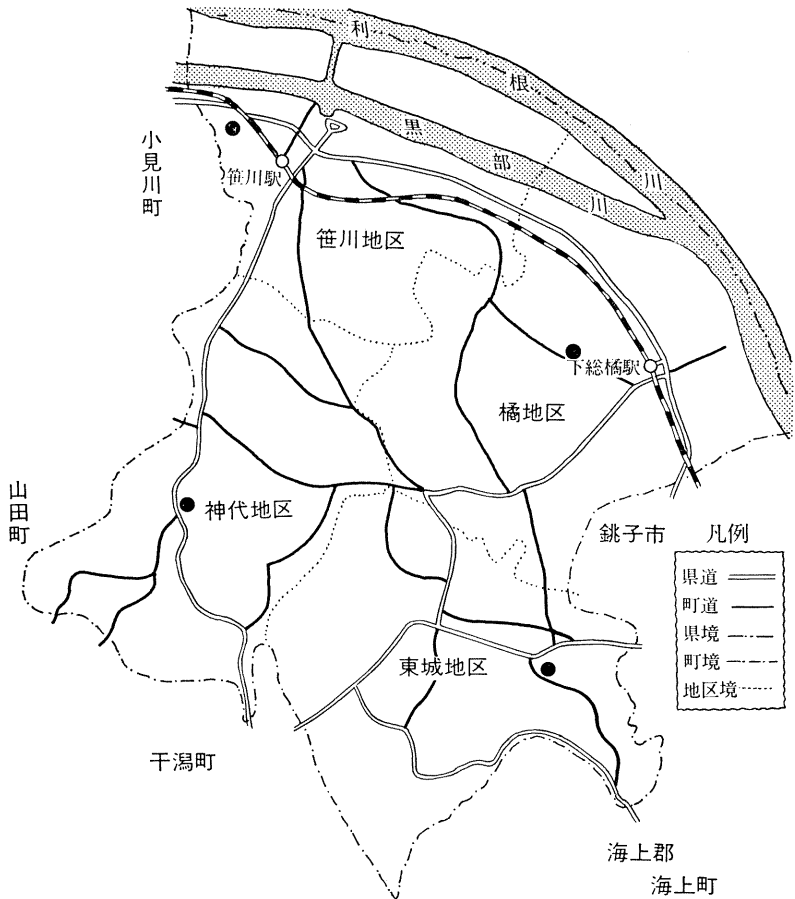 利根川
黒部川
小見川町
笹川駅
笹川地区
下総橘駅
橘地区
山田町
神代地区
銚子市
凡例
県道
町道
県境
町境
地区境
東城地区
干潟町
海上郡
海上町